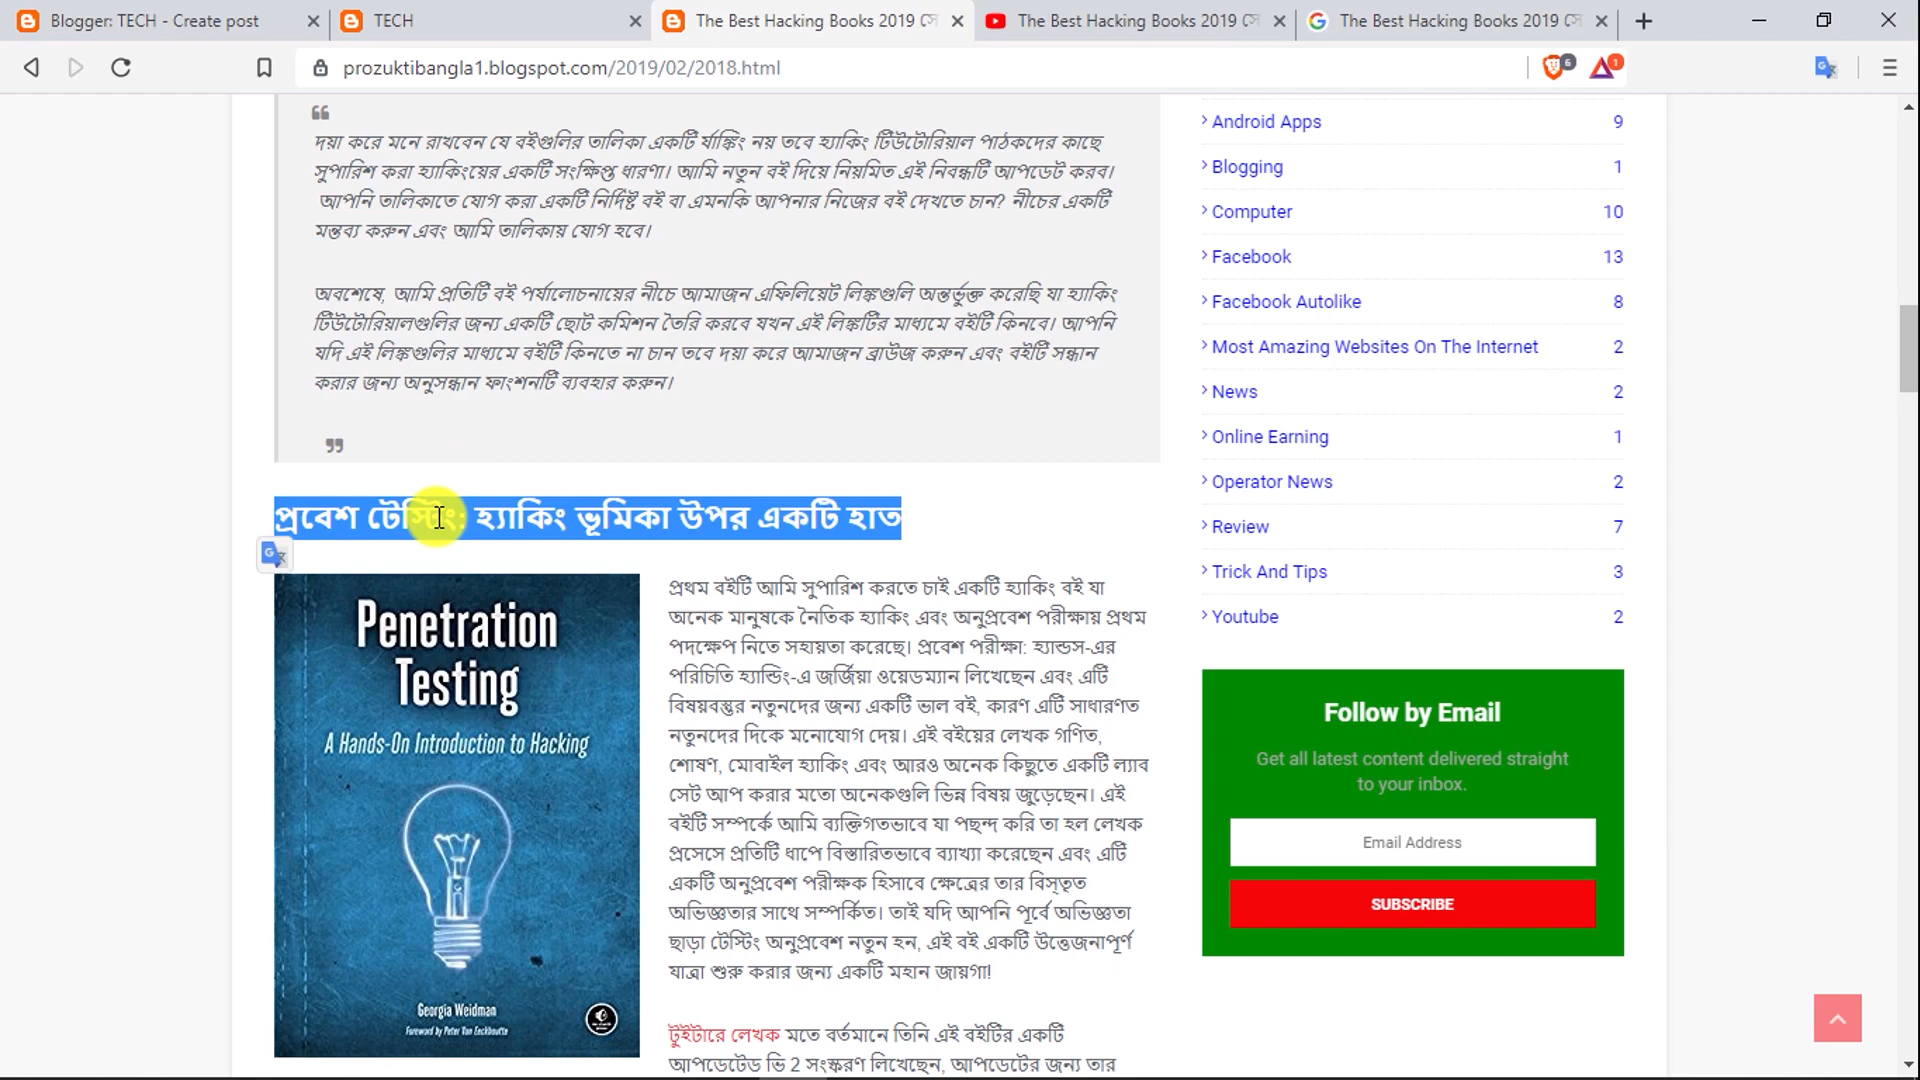 Blogger: TECH - Create post
TECH
The Best Hacking Books 2019 সে
The Best Hacking Books 2019 সে
The Best Hacking Books 2019 সে
prozuktibangla1.blogspot.com/2019/02/2018.html
6
1
“
দয়া করে মনে রাখবেন যে বইগুলির তালিকা একটি র্যাঙ্কিং নয় তবে হ্যাকিং টিউটোরিয়াল পাঠকদের কাছে
সুপারিশ করা হ্যাকিংয়ের একটি সংক্ষিপ্ত ধারণা। আমি নতুন বই দিয়ে নিয়মিত এই নিবন্ধটি আপডেট করব।
আপনি তালিকাতে যোগ করা একটি নির্দিষ্ট বই বা এমনকি আপনার নিজের বই দেখতে চান? নীচের একটি
মন্তব্য করুন এবং আমি তালিকায় যোগ হবে।
অবশেষে, আমি প্রতিটি বই পর্যালোচনায়ের নীচে আমাজন এফিলিয়েট লিঙ্কগুলি অন্তর্ভুক্ত করেছি যা হ্যাকিং
টিউটোরিয়ালগুলির জন্য একটি ছোট কমিশন তৈরি করবে যখন এই লিঙ্কটির মাধ্যমে বইটি কিনবে। আপনি
যদি এই লিঙ্কগুলির মাধ্যমে বইটি কিনতে না চান তবে দয়া করে আমাজন ব্রাউজ করুন এবং বইটি সন্ধান
করার জন্য অনুসন্ধান ফাংশনটি ব্যবহার করুন।
”
প্রবেশ টেস্টিং: হ্যাকিং ভূমিকা উপর একটি হাত
Penetration
Testing
A Hands-On Introduction to Hacking
Georgia Weidman
Foreword by Peter Van Eeckhoutte
প্রথম বইটি আমি সুপারিশ করতে চাই একটি হ্যাকিং বই যা
অনেক মানুষকে নৈতিক হ্যাকিং এবং অনুপ্রবেশ পরীক্ষায় প্রথম
পদক্ষেপ নিতে সহায়তা করেছে। প্রবেশ পরীক্ষা: হ্যান্ডস-এর
পরিচিতি হ্যান্ডিং-এ জর্জিয়া ওয়েডম্যান লিখেছেন এবং এটি
বিষয়বস্তুর নতুনদের জন্য একটি ভাল বই, কারণ এটি সাধারণত
নতুনদের দিকে মনোযোগ দেয়। এই বইয়ের লেখক গণিত,
শোষণ, মোবাইল হ্যাকিং এবং আরও অনেক কিছুতে একটি ল্যাব
সেট আপ করার মতো অনেকগুলি ভিন্ন বিষয় জুড়েছেন। এই
বইটি সম্পর্কে আমি ব্যক্তিগতভাবে যা পছন্দ করি তা হল লেখক
প্রসেসে প্রতিটি ধাপে বিস্তারিতভাবে ব্যাখ্যা করেছেন এবং এটি
একটি অনুপ্রবেশ পরীক্ষক হিসাবে ক্ষেত্রের তার বিস্তৃত
অভিজ্ঞতার সাথে সম্পর্কিত। তাই যদি আপনি পূর্বে অভিজ্ঞতা
ছাড়া টেস্টিং অনুপ্রবেশ নতুন হন, এই বই একটি উত্তেজনাপূর্ণ
যাত্রা শুরু করার জন্য একটি মহান জায়গা!
টুইটারে লেখক মতে বর্তমানে তিনি এই বইটির একটি
আপডেটেড ভি 2 সংস্করণ লিখেছেন, আপডেটের জন্য তার
Android Apps 9
Blogging 1
Computer 10
Facebook 13
Facebook Autolike 8
Most Amazing Websites On The Internet 2
News 2
Online Earning 1
Operator News 2
Review 7
Trick And Tips 3
Youtube 2
Follow by Email
Get all latest content delivered straight
to your inbox.
Email Address
SUBSCRIBE